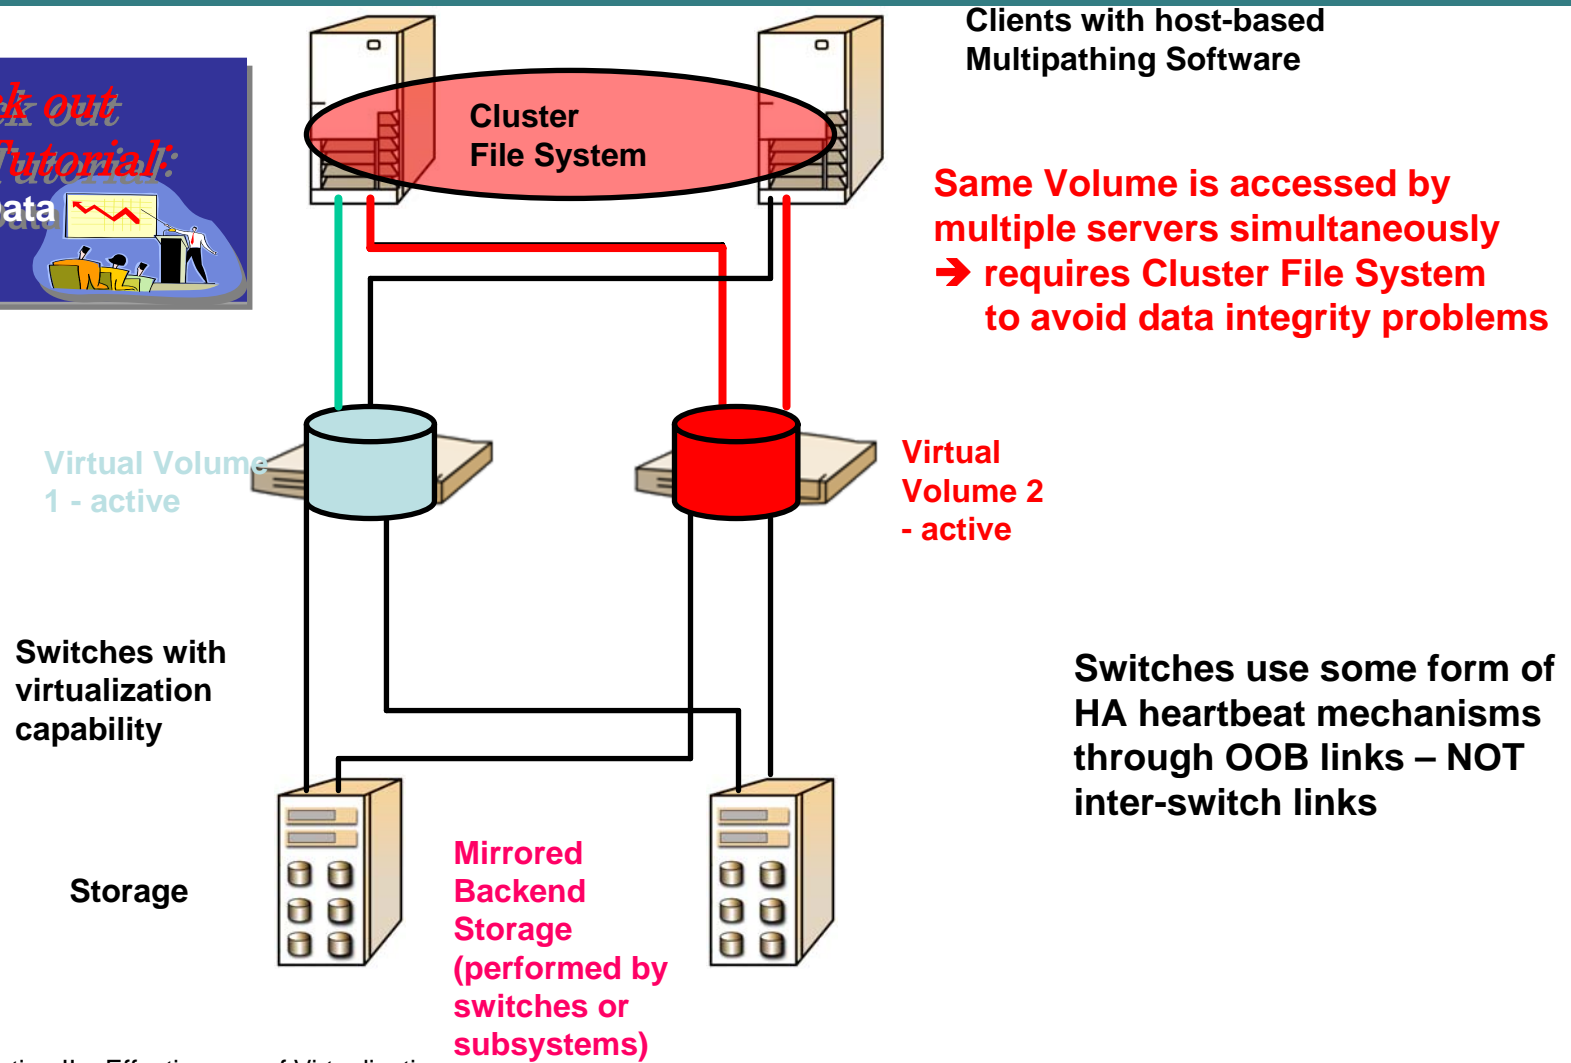 Clients with host-based
Multipathing Software
out
Tutorial:
Data
Cluster
File System
Same Volume is accessed by
multiple servers simultaneously
➔ requires Cluster File System
to avoid data integrity problems
Virtual Volume
1 - active
Virtual
Volume 2
- active
Switches with
virtualization
capability
Switches use some form of
HA heartbeat mechanisms
through OOB links – NOT
inter-switch links
Storage
Mirrored
Backend
Storage
(performed by
switches or
subsystems)